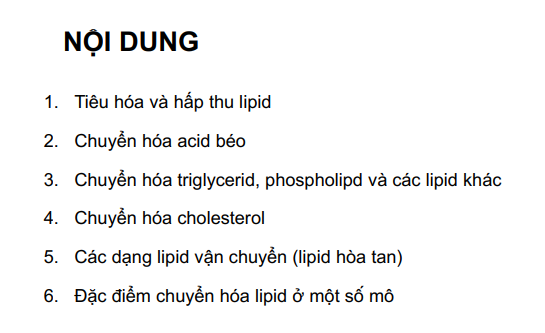 NỘI DUNG
1. Tiêu hóa và hấp thu lipid
2. Chuyển hóa acid béo
3. Chuyển hóa triglycerid, phospholipd và các lipid khác
4. Chuyển hóa cholesterol
5. Các dạng lipid vận chuyển (lipid hòa tan)
6. Đặc điểm chuyển hóa lipid ở một số mô